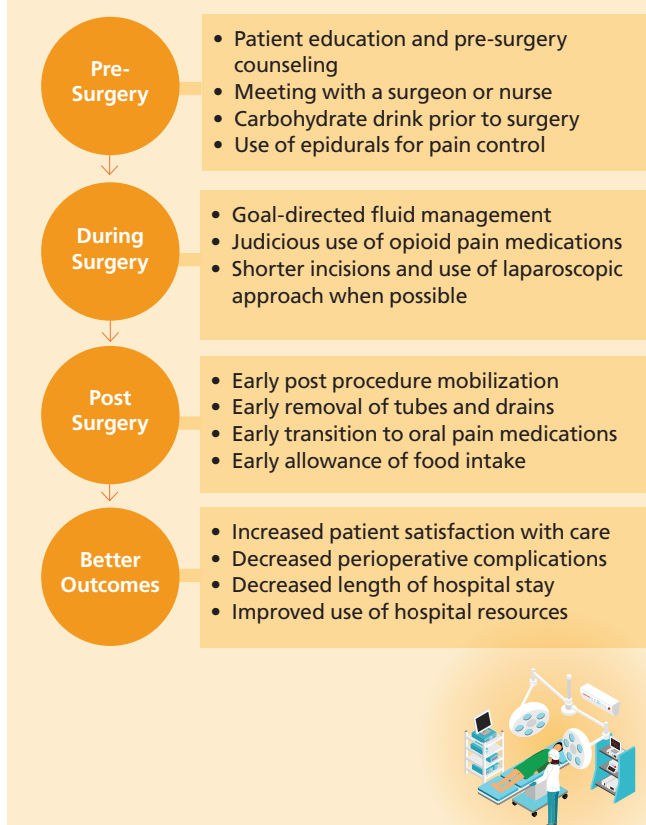 Pre-
Surgery
• Patient education and pre-surgery
counseling
• Meeting with a surgeon or nurse
• Carbohydrate drink prior to surgery
• Use of epidurals for pain control
During
Surgery
• Goal-directed fluid management
• Judicious use of opioid pain medications
• Shorter incisions and use of laparoscopic
approach when possible
Post
Surgery
• Early post procedure mobilization
• Early removal of tubes and drains
• Early transition to oral pain medications
• Early allowance of food intake
Better
Outcomes
• Increased patient satisfaction with care
• Decreased perioperative complications
• Decreased length of hospital stay
• Improved use of hospital resources